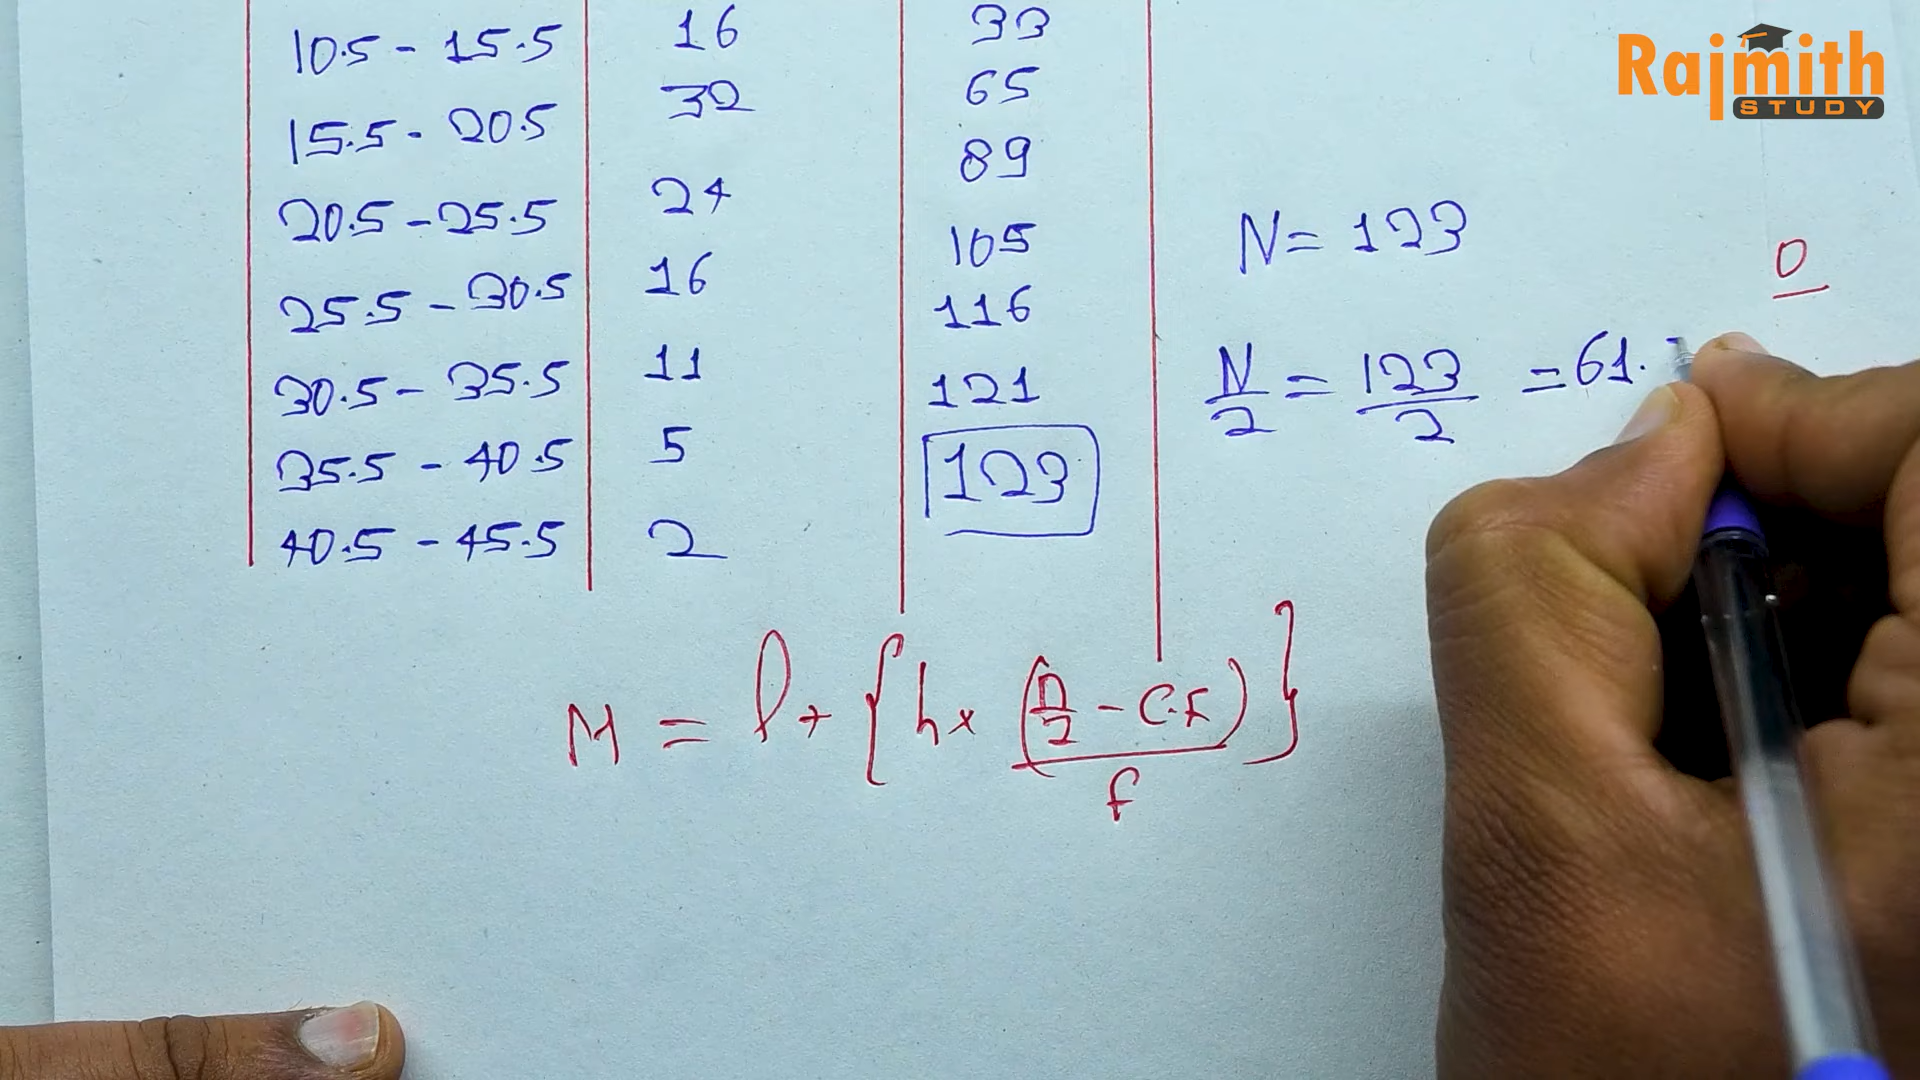 Rajmith
STUDY
10.5 - 15.5 16 33
15.5 - 20.5 32 65
20.5 - 25.5 24 89
25.5 - 30.5 16 105
30.5 - 35.5 11 116
35.5 - 40.5 5 121
40.5 - 45.5 2 123
N = 123
0
N/2 = 123/2 = 61.
M = l + { h × (n/2 - C.F) / f }